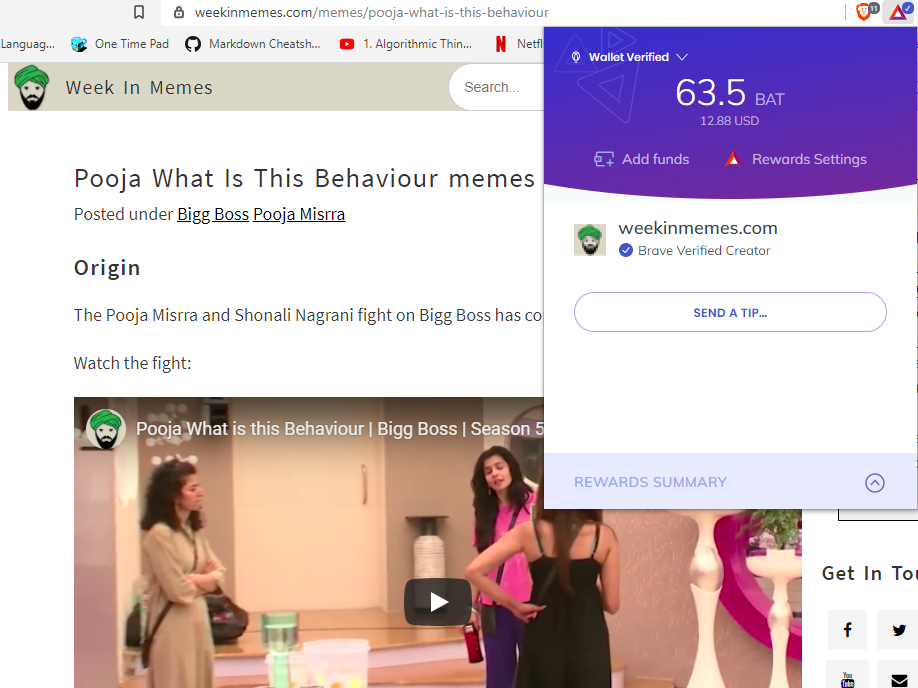 weekinmemes.com/memes/pooja-what-is-this-behaviour
11
Languag...
One Time Pad
Markdown Cheatsh...
1. Algorithmic Thin...
Netfl
Week In Memes
Search...
Wallet Verified
63.5 BAT
12.88 USD
Add funds
Rewards Settings
weekinmemes.com
Brave Verified Creator
SEND A TIP...
REWARDS SUMMARY
Pooja What Is This Behaviour memes
Posted under Bigg Boss Pooja Misrra
Origin
The Pooja Misrra and Shonali Nagrani fight on Bigg Boss has co
Watch the fight:
Pooja What is this Behaviour | Bigg Boss | Season 5
Get In Tou
You
Tube